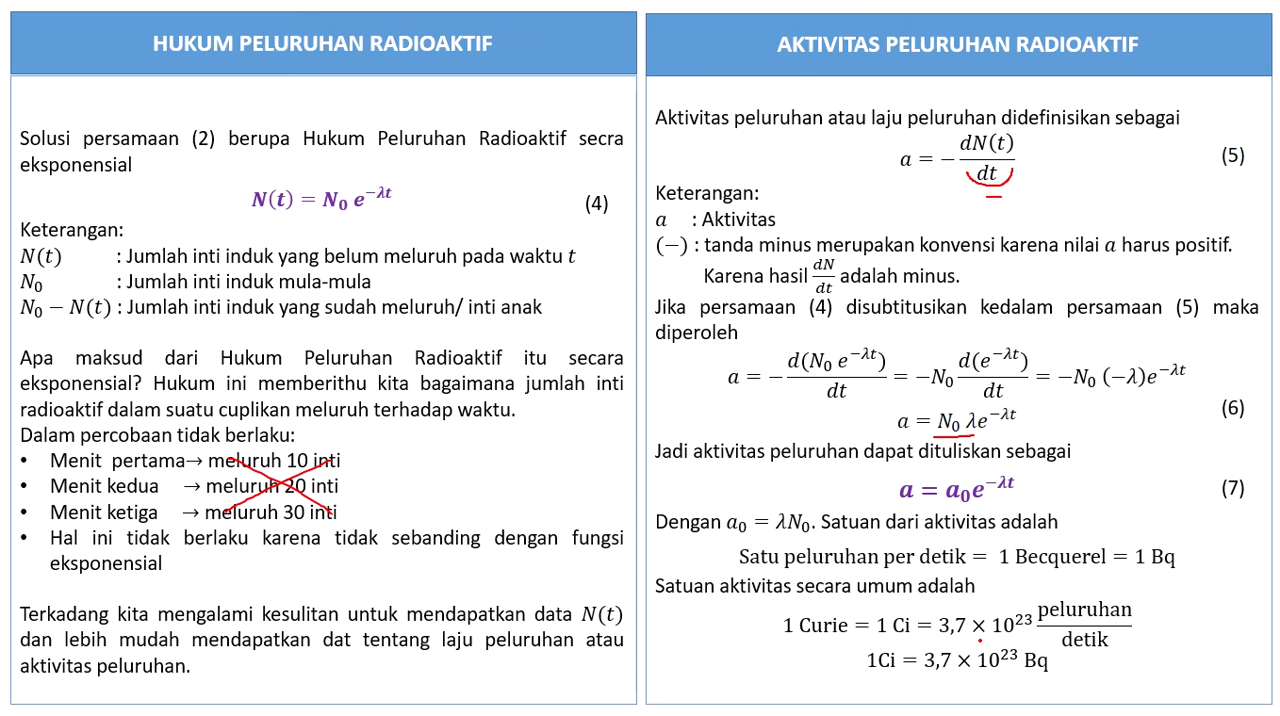 HUKUM PELURUHAN RADIOAKTIF
Solusi persamaan (2) berupa Hukum Peluruhan Radioaktif secra
eksponensial
N(t) = N₀ e^{−λt} (4)
Keterangan:
N(t) : Jumlah inti induk yang belum meluruh pada waktu t
N₀ : Jumlah inti induk mula-mula
N₀ − N(t) : Jumlah inti induk yang sudah meluruh/ inti anak
Apa maksud dari Hukum Peluruhan Radioaktif itu secara
eksponensial? Hukum ini memberithu kita bagaimana jumlah inti
radioaktif dalam suatu cuplikan meluruh terhadap waktu.
Dalam percobaan tidak berlaku:
• Menit pertama→ meluruh 10 inti
• Menit kedua → meluruh 20 inti
• Menit ketiga → meluruh 30 inti
• Hal ini tidak berlaku karena tidak sebanding dengan fungsi
eksponensial
Terkadang kita mengalami kesulitan untuk mendapatkan data N(t)
dan lebih mudah mendapatkan dat tentang laju peluruhan atau
aktivitas peluruhan.
AKTIVITAS PELURUHAN RADIOAKTIF
Aktivitas peluruhan atau laju peluruhan didefinisikan sebagai
a = − dN(t)/dt (5)
Keterangan:
a : Aktivitas
(−) : tanda minus merupakan konvensi karena nilai a harus positif.
Karena hasil dN/dt adalah minus.
Jika persamaan (4) disubtitusikan kedalam persamaan (5) maka
diperoleh
a = − d(N₀ e^{−λt})/dt = −N₀ d(e^{−λt})/dt = −N₀ (−λ)e^{−λt}
a = N₀ λe^{−λt} (6)
Jadi aktivitas peluruhan dapat dituliskan sebagai
a = a₀e^{−λt} (7)
Dengan a₀ = λN₀. Satuan dari aktivitas adalah
Satu peluruhan per detik = 1 Becquerel = 1 Bq
Satuan aktivitas secara umum adalah
1 Curie = 1 Ci = 3,7 × 10²³ peluruhan/detik
1Ci = 3,7 × 10²³ Bq